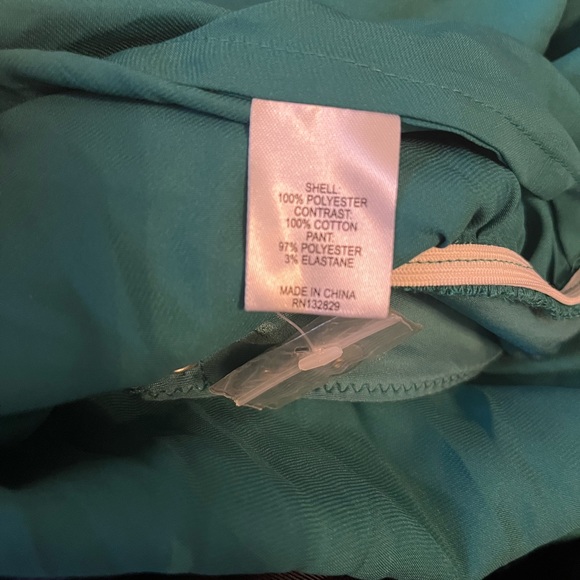 SHELL:
100% POLYESTER
CONTRAST:
100% COTTON
PANT:
97% POLYESTER
3% ELASTANE
MADE IN CHINA
RN132829